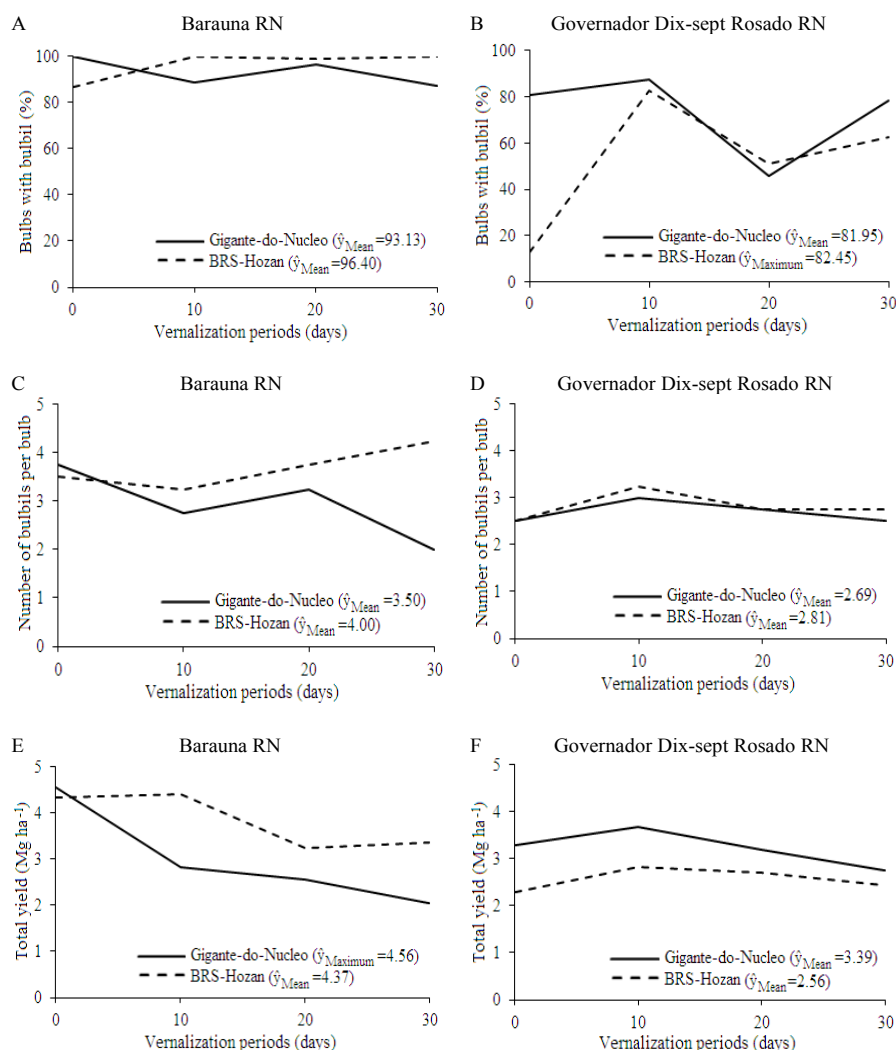 A
Barauna RN
100
80
60
40
20
0
Bulbs with bulbil (%)
Gigante-do-Nucleo (ŷMean =93.13)
BRS-Hozan (ŷMean =96.40)
0 10 20 30
Vernalization periods (days)
B
Governador Dix-sept Rosado RN
100
80
60
40
20
0
Bulbs with bulbil (%)
Gigante-do-Nucleo (ŷMean =81.95)
BRS-Hozan (ŷMaximum =82.45)
0 10 20 30
Vernalization periods (days)
C
Barauna RN
5
4
3
2
1
0
Number of bulbils per bulb
Gigante-do-Nucleo (ŷMean =3.50)
BRS-Hozan (ŷMean =4.00)
0 10 20 30
Vernalization periods (days)
D
Governador Dix-sept Rosado RN
5
4
3
2
1
0
Number of bulbils per bulb
Gigante-do-Nucleo (ŷMean =2.69)
BRS-Hozan (ŷMean =2.81)
0 10 20 30
Vernalization periods (days)
E
Barauna RN
5
4
3
2
1
0
Total yield (Mg ha⁻¹)
Gigante-do-Nucleo (ŷMaximum =4.56)
BRS-Hozan (ŷMean =4.37)
0 10 20 30
Vernalization periods (days)
F
Governador Dix-sept Rosado RN
5
4
3
2
1
0
Total yield (Mg ha⁻¹)
Gigante-do-Nucleo (ŷMean =3.39)
BRS-Hozan (ŷMean =2.56)
0 10 20 30
Vernalization periods (days)